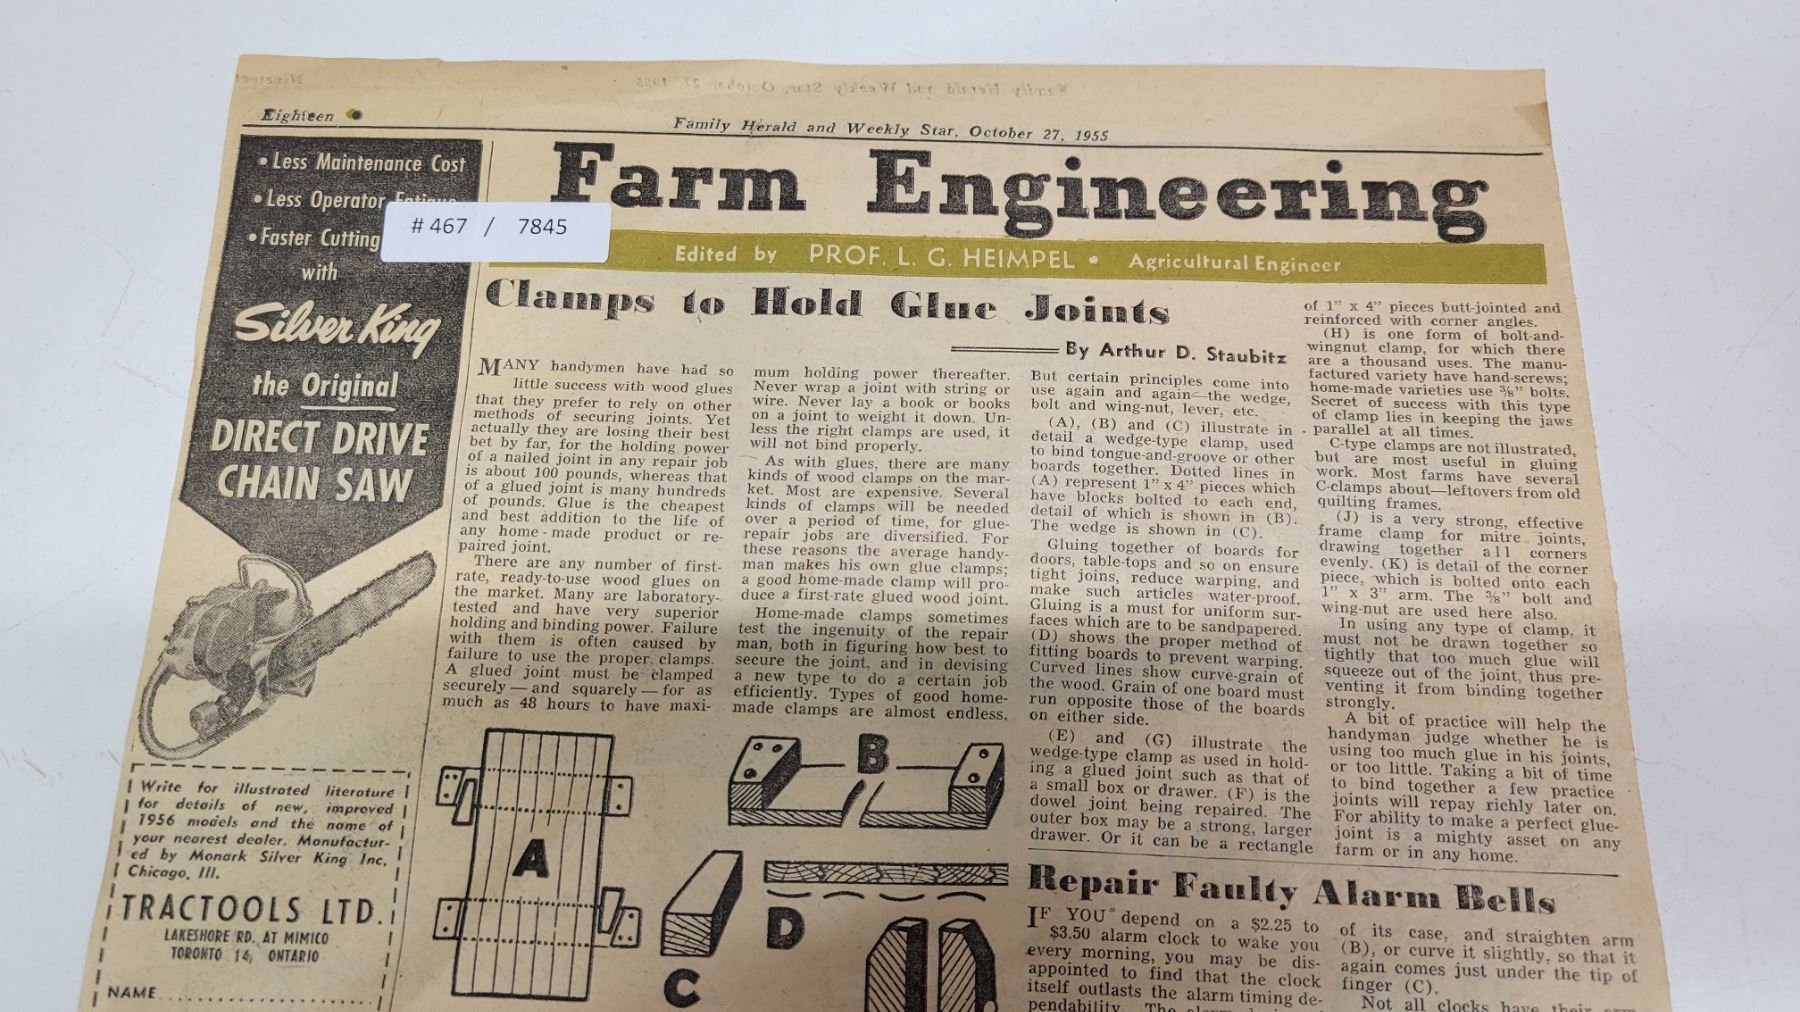 Eighteen
Family Herald and Weekly Star, October 27, 1955
• Less Maintenance Cost
• Less Operator Fatigue
• Faster Cutting
with
Silver King
the Original
DIRECT DRIVE
CHAIN SAW
# 467 / 7845
Farm Engineering
Edited by PROF. L. G. HEIMPEL • Agricultural Engineer
Clamps to Hold Glue Joints
By Arthur D. Staubitz
MANY handymen have had so
little success with wood glues
that they prefer to rely on other
methods of securing joints. Yet
actually they are losing their best
bet by far, for the holding power
of a nailed joint in any repair job
is about 100 pounds, whereas that
of a glued joint is many hundreds
of pounds. Glue is the cheapest
and best addition to the life of
any home-made product or re-
paired joint.
There are any number of first-
rate, ready-to-use wood glues on
the market. Many are laboratory-
tested and have very superior
holding and binding power. Failure
with them is often caused by
failure to use the proper clamps.
A glued joint must be clamped
securely — and squarely — for as
much as 48 hours to have maxi-
mum holding power thereafter.
Never wrap a joint with string or
wire. Never lay a book or books
on a joint to weight it down. Un-
less the right clamps are used, it
will not bind properly.
As with glues, there are many
kinds of wood clamps on the mar-
ket. Most are expensive. Several
kinds of clamps will be needed
over a period of time, for glue-
repair jobs are diversified. For
these reasons the average handy-
man makes his own glue clamps;
a good home-made clamp will pro-
duce a first-rate glued wood joint.
Home-made clamps sometimes
test the ingenuity of the repair
man, both in figuring how best to
secure the joint, and in devising
a new type to do a certain job
efficiently. Types of good home-
made clamps are almost endless.
But certain principles come into
use again and again—the wedge,
bolt and wing-nut, lever, etc.
(A), (B) and (C) illustrate in
detail a wedge-type clamp, used
to bind tongue-and-groove or other
boards together. Dotted lines in
(A) represent 1" x 4" pieces which
have blocks bolted to each end,
detail of which is shown in (B).
The wedge is shown in (C).
Gluing together of boards for
doors, table-tops and so on ensure
tight joins, reduce warping, and
make such articles water-proof.
Gluing is a must for uniform sur-
faces which are to be sandpapered.
(D) shows the proper method of
fitting boards to prevent warping.
Curved lines show curve-grain of
the wood. Grain of one board must
run opposite those of the boards
on either side.
(E) and (G) illustrate the
wedge-type clamp as used in hold-
ing a glued joint such as that of
a small box or drawer. (F) is the
dowel joint being repaired. The
outer box may be a strong, larger
drawer. Or it can be a rectangle
of 1" x 4" pieces butt-jointed and
reinforced with corner angles.
(H) is one form of bolt-and-
wingnut clamp, for which there
are a thousand uses. The manu-
factured variety have hand-screws;
home-made varieties use ⅜" bolts.
Secret of success with this type
of clamp lies in keeping the jaws
parallel at all times.
C-type clamps are not illustrated,
but are most useful in gluing
work. Most farms have several
C-clamps about—leftovers from old
quilting frames.
(J) is a very strong, effective
frame clamp for mitre joints,
drawing together all corners
evenly. (K) is detail of the corner
piece, which is bolted onto each
1" x 3" arm. The ⅜" bolt and
wing-nut are used here also.
In using any type of clamp, it
must not be drawn together so
tightly that too much glue will
squeeze out of the joint, thus pre-
venting it from binding together
strongly.
A bit of practice will help the
handyman judge whether he is
using too much glue in his joints,
or too little. Taking a bit of time
to bind together a few practice
joints will repay richly later on.
For ability to make a perfect glue-
joint is a mighty asset on any
farm or in any home.
A
B
C
D
Write for illustrated literature
for details of new, improved
1956 models and the name of
your nearest dealer. Manufactur-
ed by Monark Silver King Inc.
Chicago, Ill.
TRACTOOLS LTD.
LAKESHORE RD. AT MIMICO
TORONTO 14, ONTARIO
NAME
Repair Faulty Alarm Bells
IF YOU depend on a $2.25 to
$3.50 alarm clock to wake you
every morning, you may be dis-
appointed to find that the clock
itself outlasts the alarm timing de-
pendability. The alarm
of its case, and straighten arm
(B), or curve it slightly, so that it
again comes just under the tip of
finger (C).
Not all clocks have their arm